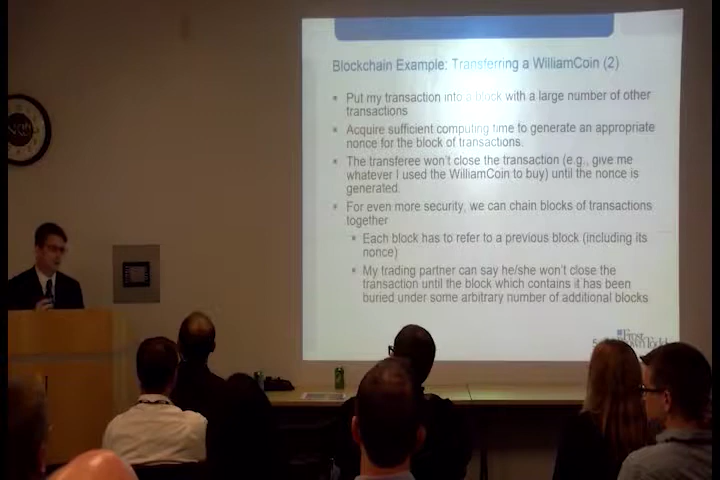 Blockchain Example: Transferring a WilliamCoin (2)
Put my transaction into a block with a large number of other
transactions
Acquire sufficient computing time to generate an appropriate
nonce for the block of transactions.
The transferee won't close the transaction (e.g., give me
whatever I used the WilliamCoin to buy) until the nonce is
generated.
For even more security, we can chain blocks of transactions
together
Each block has to refer to a previous block (including its
nonce)
My trading partner can say he/she won't close the
transaction until the block which contains it has been
buried under some arbitrary number of additional blocks
Frost